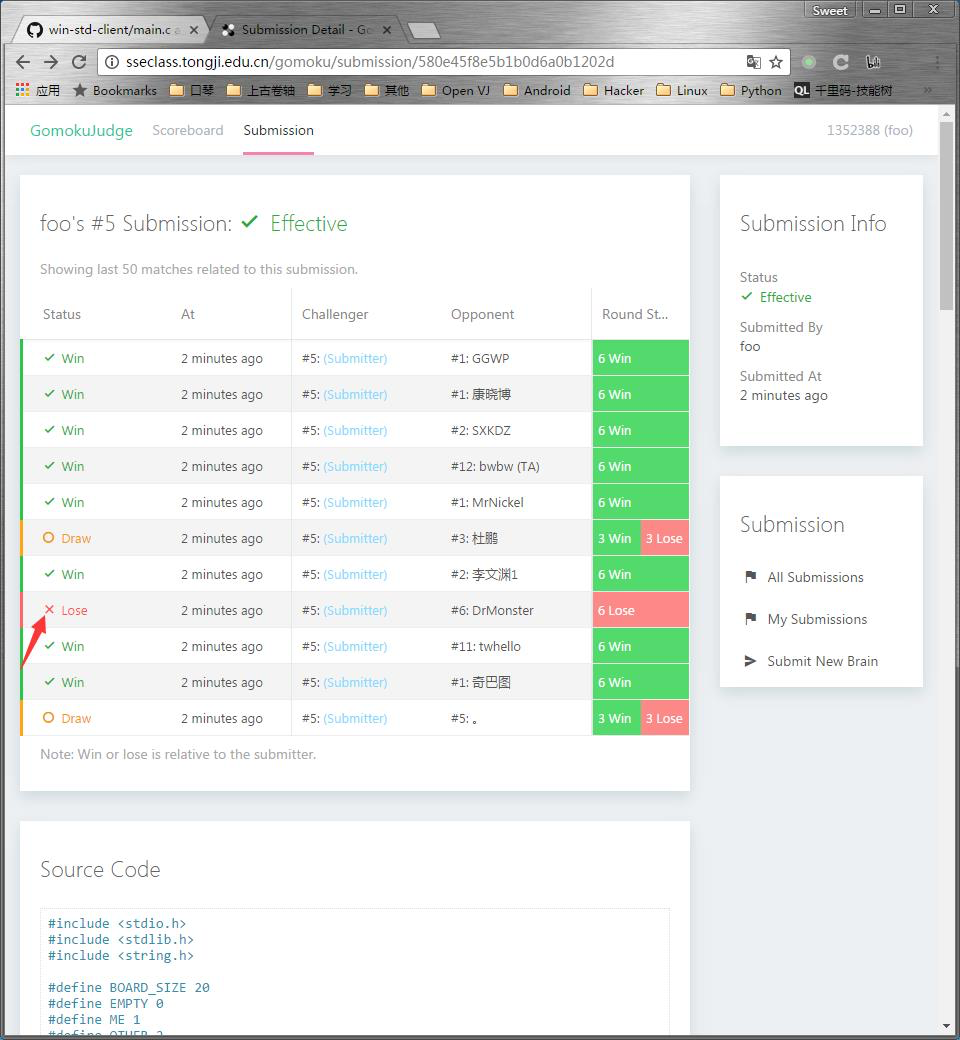 Sweet
win-std-client/main.c a
Submission Detail - Go
sseclass.tongji.edu.cn/gomoku/submission/580e45f8e5b1b0d6a0b1202d
应用 Bookmarks 口琴 上古卷轴 学习 其他 Open VJ Android Hacker Linux Python QL 千里码-技能树 »
GomokuJudge Scoreboard Submission 1352388 (foo)
foo's #5 Submission: Effective
Showing last 50 matches related to this submission.
Status At Challenger Opponent Round St...
Win 2 minutes ago #5: (Submitter) #1: GGWP 6 Win
Win 2 minutes ago #5: (Submitter) #1: 康晓博 6 Win
Win 2 minutes ago #5: (Submitter) #2: SXKDZ 6 Win
Win 2 minutes ago #5: (Submitter) #12: bwbw (TA) 6 Win
Win 2 minutes ago #5: (Submitter) #1: MrNickel 6 Win
Draw 2 minutes ago #5: (Submitter) #3: 杜鹏 3 Win 3 Lose
Win 2 minutes ago #5: (Submitter) #2: 李文渊1 6 Win
Lose 2 minutes ago #5: (Submitter) #6: DrMonster 6 Lose
Win 2 minutes ago #5: (Submitter) #11: twhello 6 Win
Win 2 minutes ago #5: (Submitter) #1: 奇巴图 6 Win
Draw 2 minutes ago #5: (Submitter) #5: 。 3 Win 3 Lose
Note: Win or lose is relative to the submitter.
Submission Info
Status
Effective
Submitted By
foo
Submitted At
2 minutes ago
Submission
All Submissions
My Submissions
Submit New Brain
Source Code
#include <stdio.h>
#include <stdlib.h>
#include <string.h>
#define BOARD_SIZE 20
#define EMPTY 0
#define ME 1
#define OTHER 2